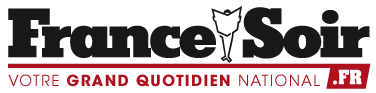 France Soir
VOTRE GRAND QUOTIDIEN NATIONAL .FR